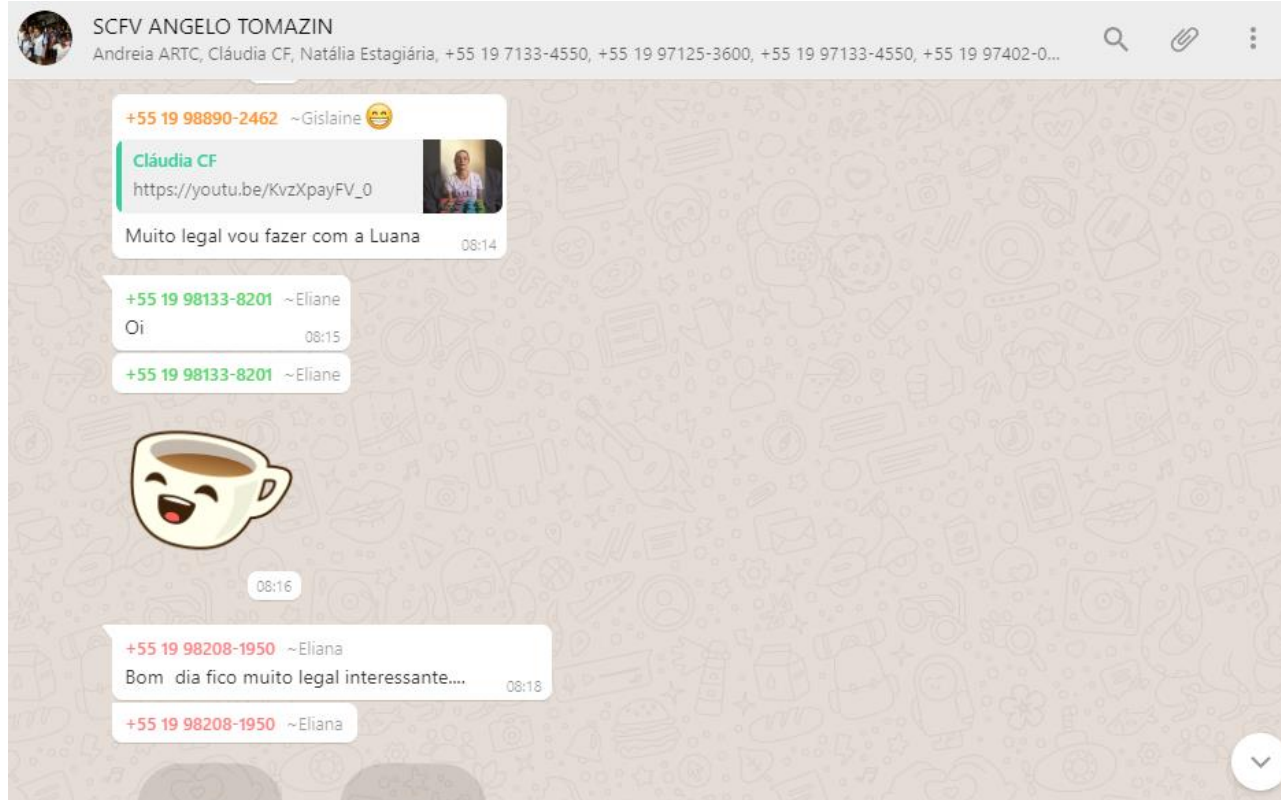 SCFV ANGELO TOMAZIN
Andreia ARTC, Cláudia CF, Natália Estagiária, +55 19 7133-4550, +55 19 97125-3600, +55 19 97133-4550, +55 19 97402-0...
+55 19 98890-2462 ~Gislaine 😁
Cláudia CF
https://youtu.be/KvzXpayFV_0
Muito legal vou fazer com a Luana 08:14
+55 19 98133-8201 ~Eliane
Oi 08:15
+55 19 98133-8201 ~Eliane
08:16
+55 19 98208-1950 ~Eliana
Bom dia fico muito legal interessante.... 08:18
+55 19 98208-1950 ~Eliana